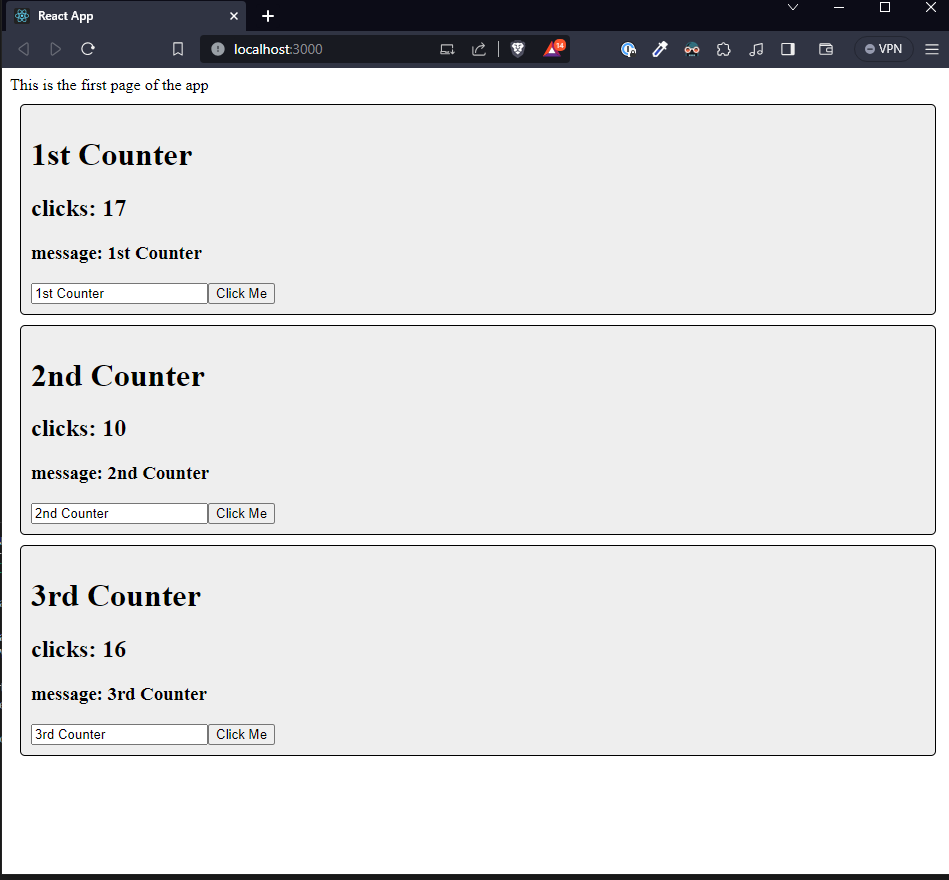 React App
localhost:3000
14
VPN
This is the first page of the app
1st Counter
clicks: 17
message: 1st Counter
1st Counter Click Me
2nd Counter
clicks: 10
message: 2nd Counter
2nd Counter Click Me
3rd Counter
clicks: 16
message: 3rd Counter
3rd Counter Click Me